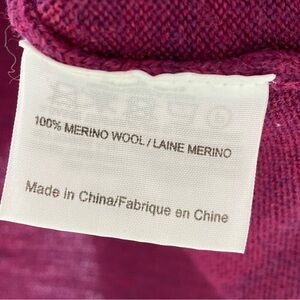 100% MERINO WOOL / LAINE MERINO
Made in China/Fabrique en Chine